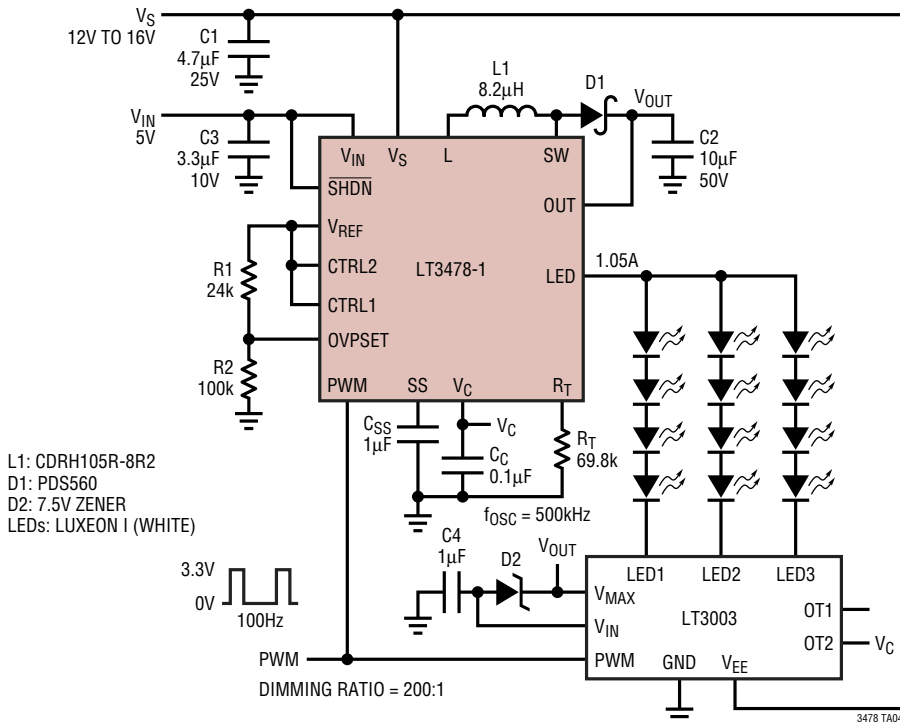 VS
12V TO 16V
C1
4.7µF
25V
L1
8.2µH
D1
VOUT
VIN
5V
C3
3.3µF
10V
C2
10µF
50V
VIN
VS
L
SW
SHDN
OUT
VREF
R1
24k
CTRL2
LT3478-1
LED
1.05A
CTRL1
OVPSET
R2
100k
PWM
SS
VC
RT
CSS
1µF
VC
CC
0.1µF
RT
69.8k
L1: CDRH105R-8R2
D1: PDS560
D2: 7.5V ZENER
LEDs: LUXEON I (WHITE)
fOSC = 500kHz
C4
1µF
D2
VOUT
3.3V
0V
100Hz
LED1
LED2
LED3
VMAX
LT3003
OT1
VIN
OT2
VC
PWM
PWM
GND
VEE
DIMMING RATIO = 200:1
3478 TA04